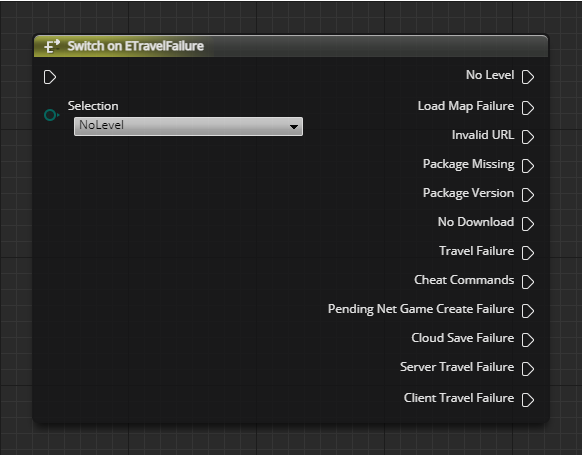 Switch on ETravelFailure
No Level
Selection
NoLevel
Load Map Failure
Invalid URL
Package Missing
Package Version
No Download
Travel Failure
Cheat Commands
Pending Net Game Create Failure
Cloud Save Failure
Server Travel Failure
Client Travel Failure